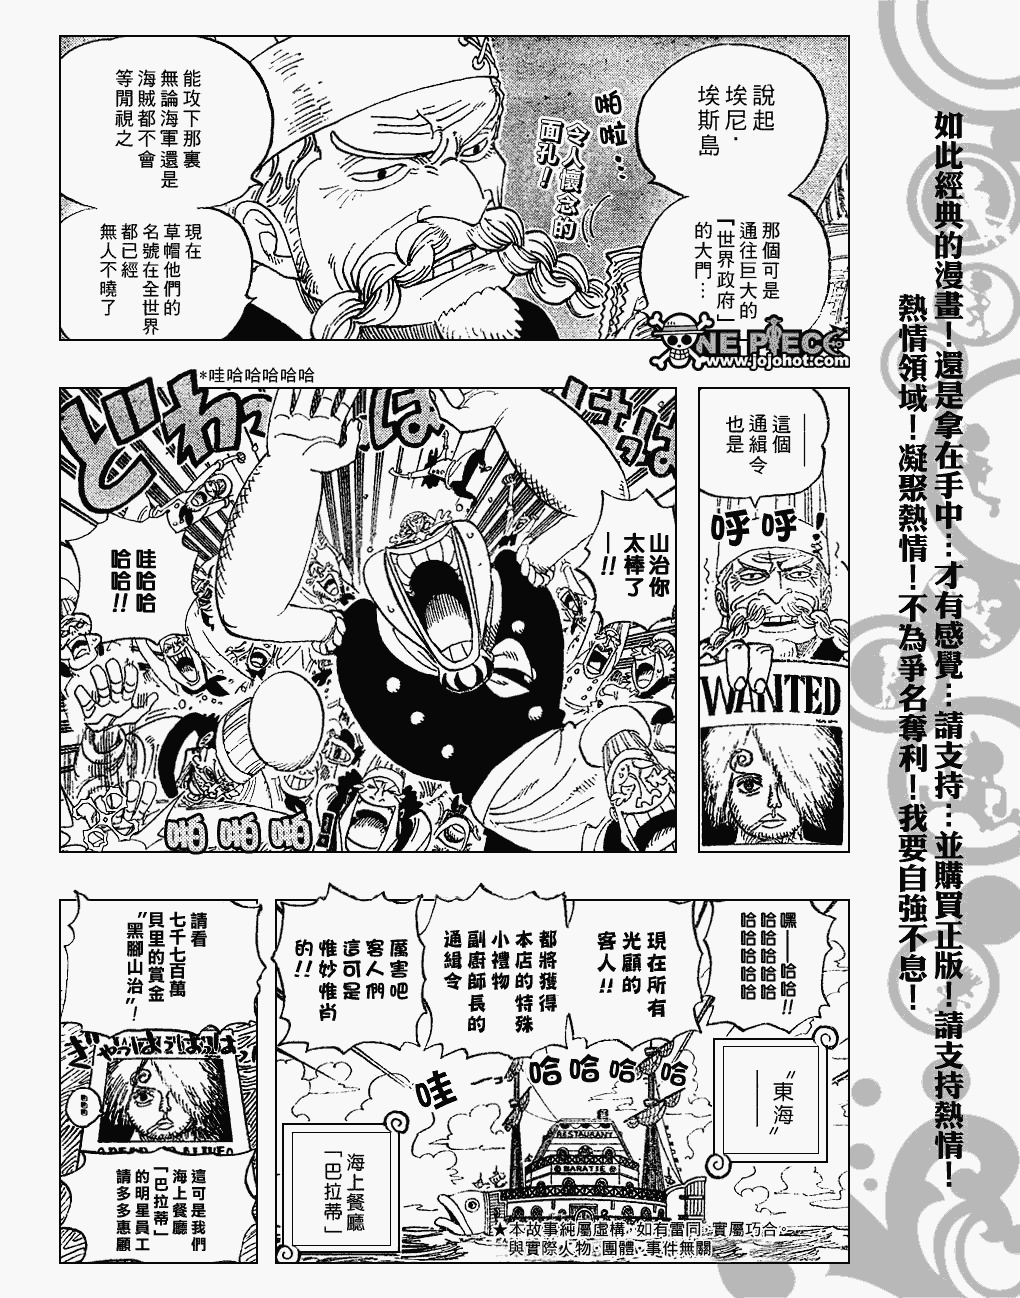 說起
埃尼．
埃斯島
那個可是
通往巨大的
「世界政府」
的大門…
啪啦…
令人懷念的
面孔！
能攻下那裏
無論海軍還是
海賊都不會
等閒視之
現在
草帽他們的
名號在全世界
都已經
無人不曉了
ONE PIECE
www.jojohot.com
這個——
通緝令
也是
呼呼！
WANTED
*哇哈哈哈哈哈
山治你
太棒了
—!!
哇哈哈
哈哈!!
嘿——哈哈!!
哈哈哈哈
哈哈哈哈
哈哈哈哈
現在所有
光顧的
客人!!
都將獲得
本店的特殊
小禮物
副廚師長的
通緝令
厲害吧
客人們
這可是
惟妙惟肖
的!!
〝東海〞
——
哇 哈哈哈哈
RESTAURANT
BARATIE
海上餐廳
「巴拉蒂」
★本故事純屬虛構．如有雷同．實屬巧合．
與實際人物．團體．事件無關．
請看
七千七百萬
貝里的賞金
〝黑腳山治〞！
這可是我們
海上餐廳
「巴拉蒂」
的明星員工
請多多惠顧
如此經典的漫畫！還是拿在手中…才有感覺…請支持…並購買正版！請支持熱情！
熱情領域！凝聚熱情！不為爭名奪利！我要自強不息！